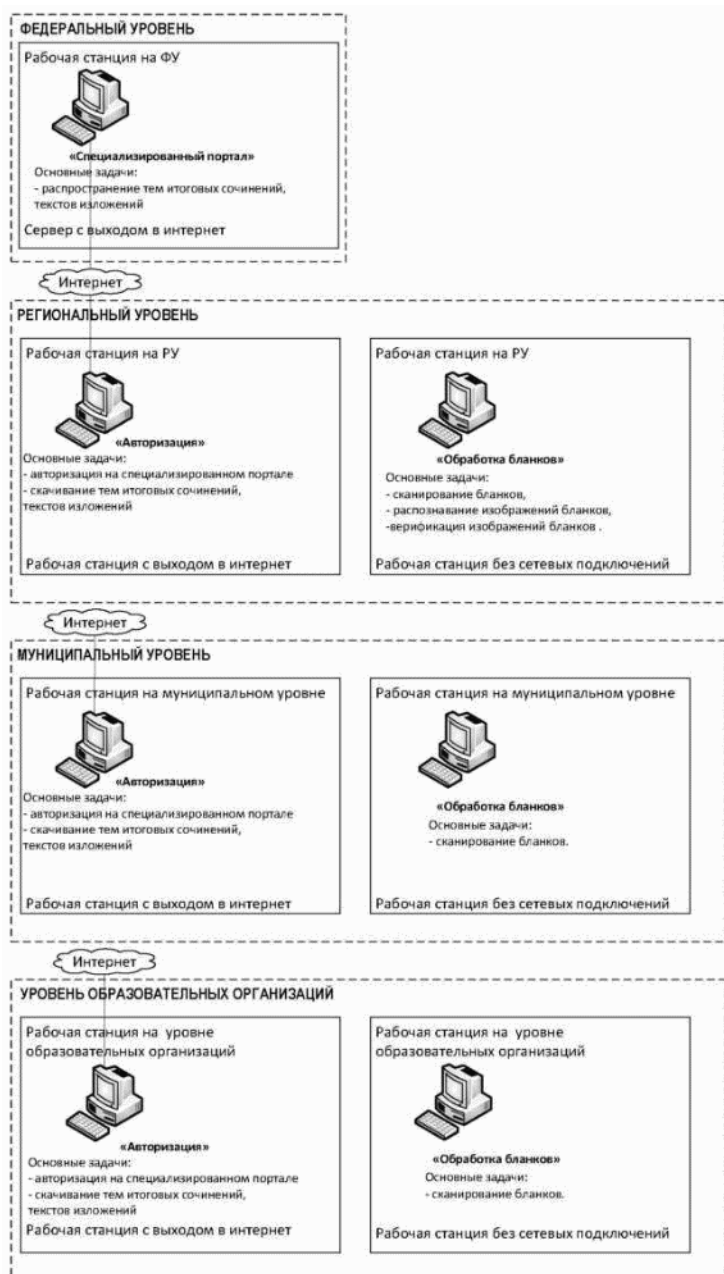 ФЕДЕРАЛЬНЫЙ УРОВЕНЬ
Рабочая станция на ФУ
«Специализированный портал»
Основные задачи:
- распространение тем итоговых сочинений,
текстов изложений
Сервер с выходом в интернет
Интернет
РЕГИОНАЛЬНЫЙ УРОВЕНЬ
Рабочая станция на РУ
«Авторизация»
Основные задачи:
- авторизация на специализированном портале
- скачивание тем итоговых сочинений,
текстов изложений
Рабочая станция с выходом в интернет
Рабочая станция на РУ
«Обработка бланков»
Основные задачи:
- сканирование бланков,
- распознавание изображений бланков,
-верификация изображений бланков .
Рабочая станция без сетевых подключений
Интернет
МУНИЦИПАЛЬНЫЙ УРОВЕНЬ
Рабочая станция на муниципальном уровне
«Авторизация»
Основные задачи:
- авторизация на специализированном портале
- скачивание тем итоговых сочинений,
текстов изложений
Рабочая станция с выходом в интернет
Рабочая станция на муниципальном уровне
«Обработка бланков»
Основные задачи:
- сканирование бланков.
Рабочая станция без сетевых подключений
Интернет
УРОВЕНЬ ОБРАЗОВАТЕЛЬНЫХ ОРГАНИЗАЦИЙ
Рабочая станция на уровне
образовательных организаций
«Авторизация»
Основные задачи:
- авторизация на специализированном портале
- скачивание тем итоговых сочинений,
текстов изложений
Рабочая станция с выходом в интернет
Рабочая станция на уровне
образовательных организаций
«Обработка бланков»
Основные задачи:
- сканирование бланков.
Рабочая станция без сетевых подключений